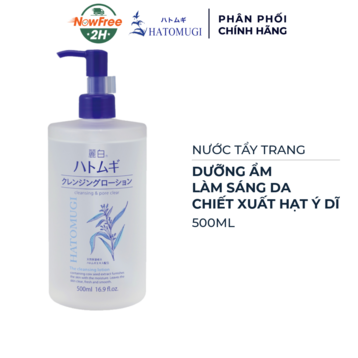 NowFree
2H
ハトムギ
HATOMUGI
PHÂN PHỐI
CHÍNH HÃNG
麗白
ハトムギ
クレンジングローション
HATOMUGI
500ml 16.9 fl.oz
NƯỚC TẨY TRANG
DƯỠNG ẨM
LÀM SÁNG DA
CHIẾT XUẤT HẠT Ý DĨ
500ML